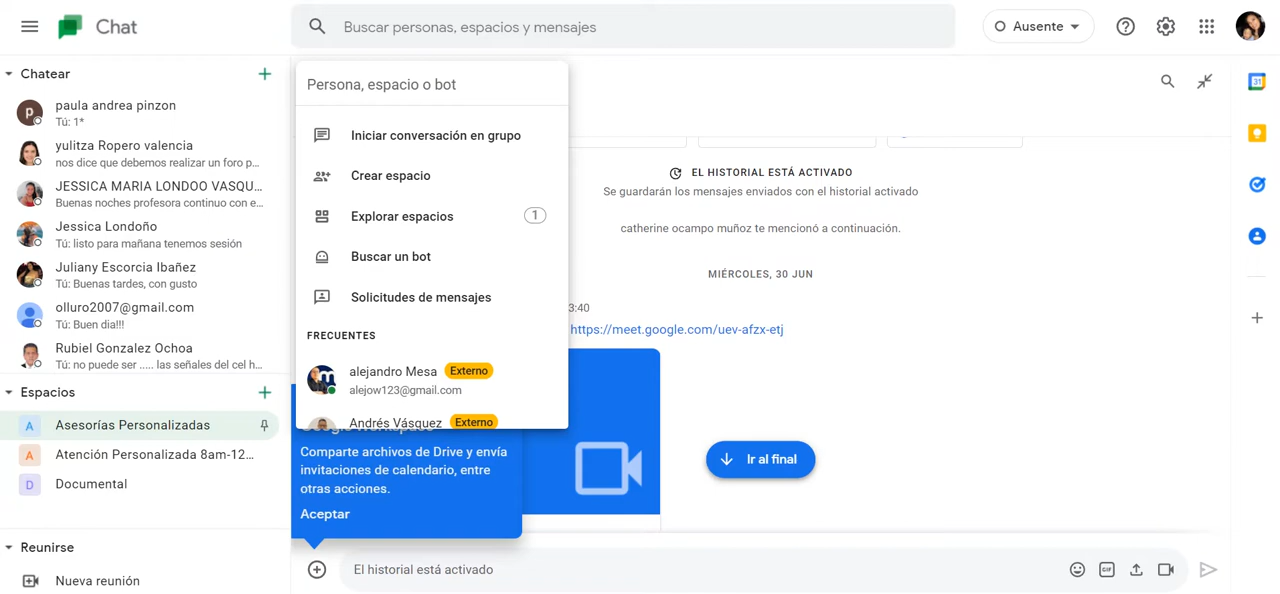 Chat
Buscar personas, espacios y mensajes
Ausente
Chatear
paula andrea pinzon
Tú: 1*
yulitza Ropero valencia
nos dice que debemos realizar un foro p...
JESSICA MARIA LONDOO VASQU...
Buenas noches profesora continuo con e...
Jessica Londoño
Tú: listo para mañana tenemos sesión
Juliany Escorcia Ibañez
Tú: Buenas tardes, con gusto
olluro2007@gmail.com
Tú: Buen dia!!!
Rubiel Gonzalez Ochoa
Tú: no puede ser ..... las señales del cel h...
Espacios
A Asesorías Personalizadas
A Atención Personalizada 8am-12...
D Documental
Reunirse
Nueva reunión
Persona, espacio o bot
Iniciar conversación en grupo
Crear espacio
Explorar espacios 1
Buscar un bot
Solicitudes de mensajes
FRECUENTES
alejandro Mesa Externo
alejow123@gmail.com
Andrés Vásquez Externo
Comparte archivos de Drive y envía
invitaciones de calendario, entre
otras acciones.
Aceptar
EL HISTORIAL ESTÁ ACTIVADO
Se guardarán los mensajes enviados con el historial activado
catherine ocampo muñoz te mencionó a continuación.
MIÉRCOLES, 30 JUN
3:40
https://meet.google.com/uev-afzx-etj
Ir al final
El historial está activado
GIF
31